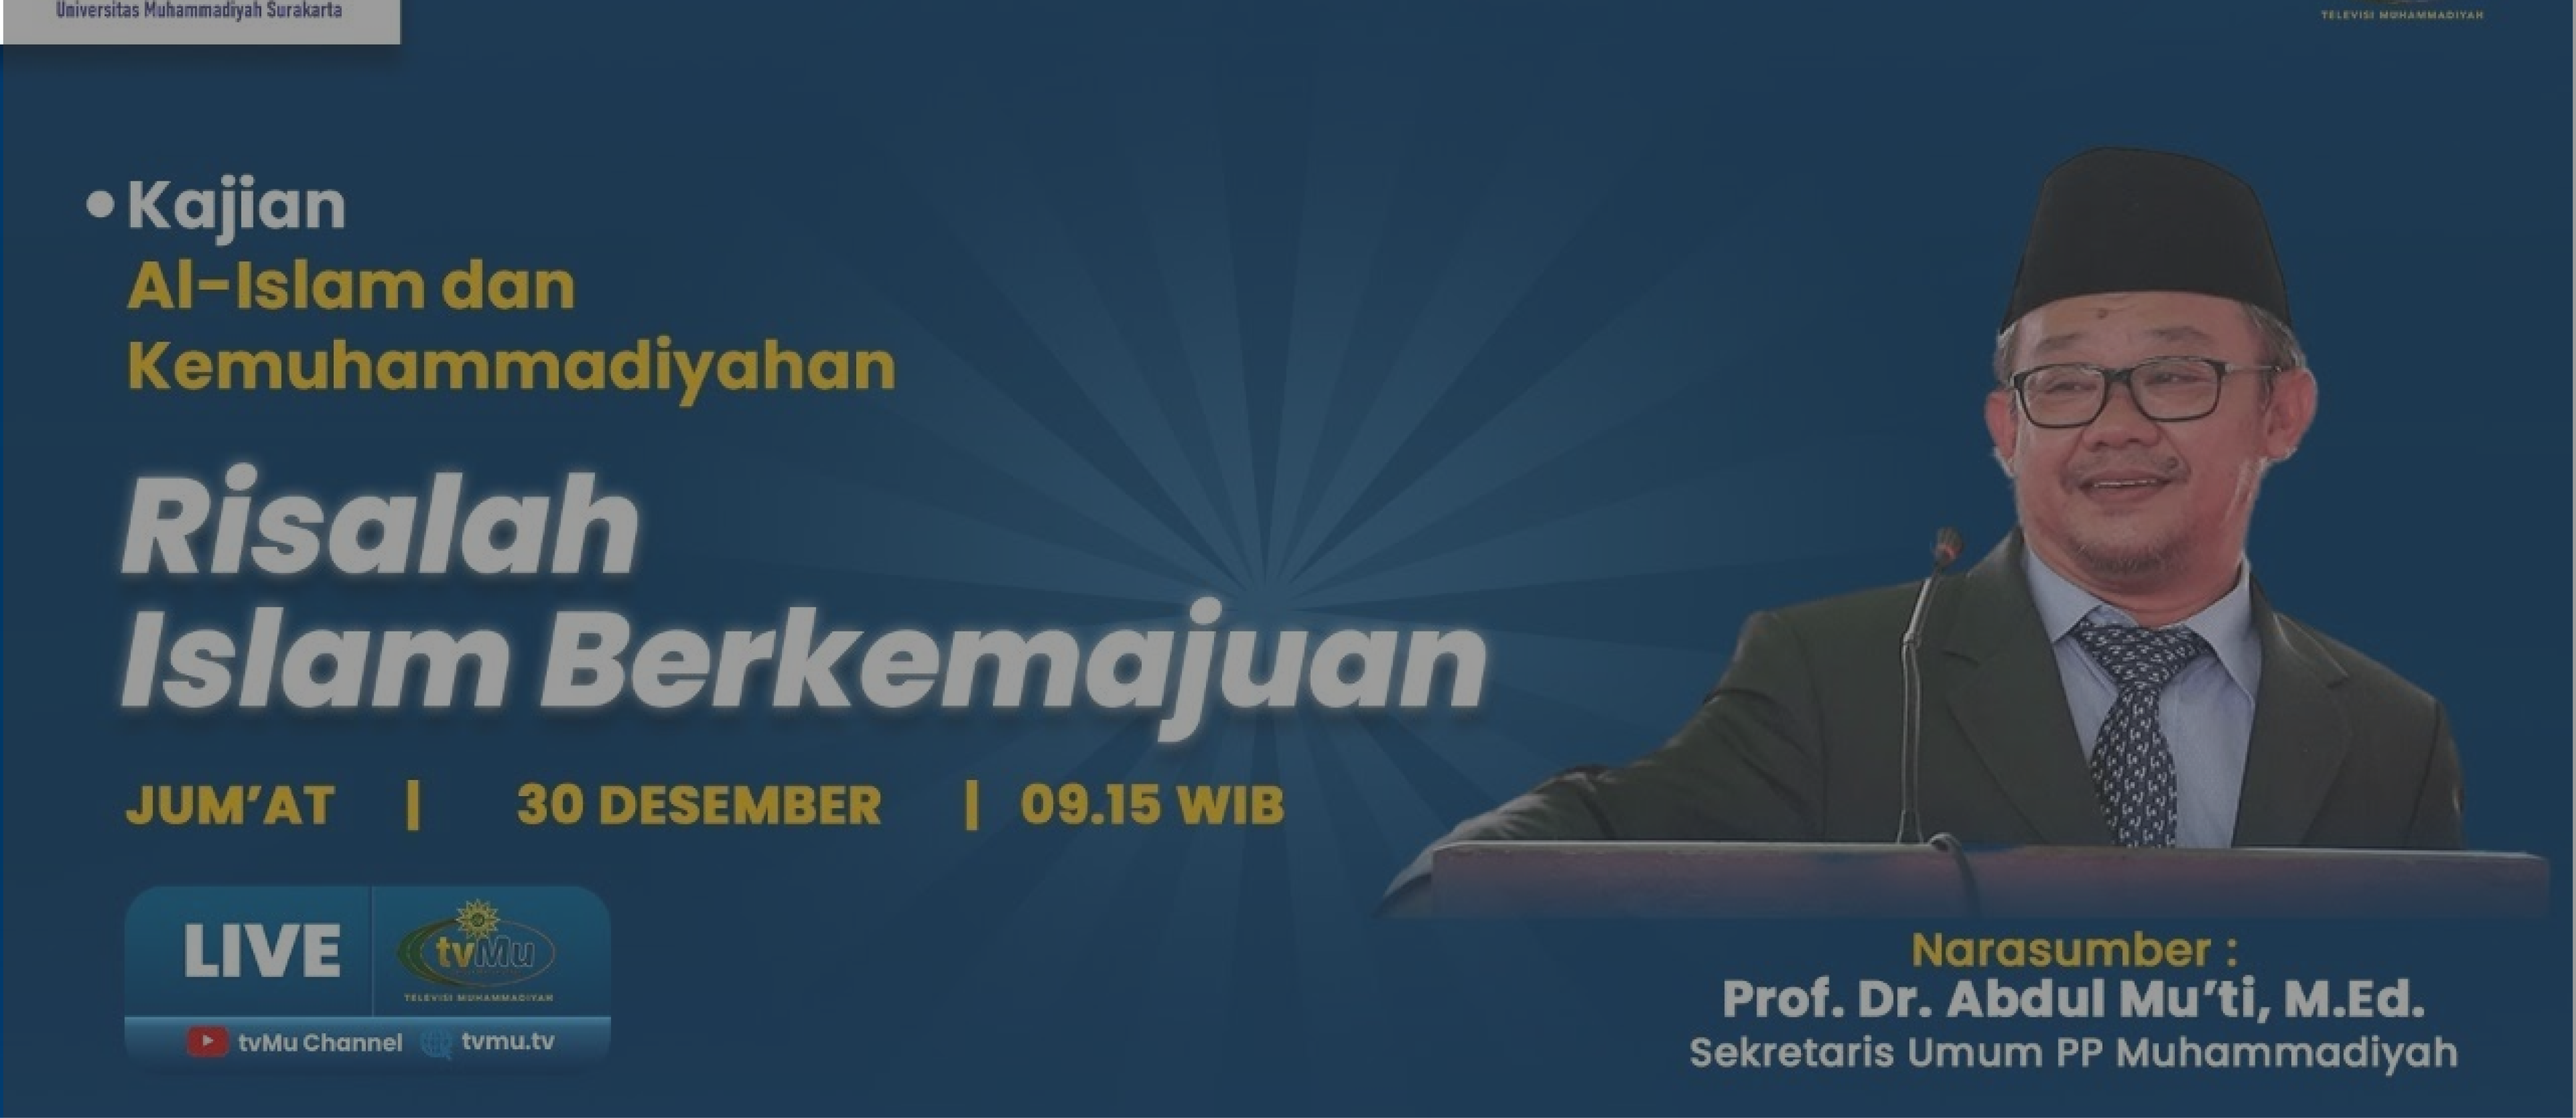 Universitas Muhammadiyah Surakarta
TELEVISI MUHAMMADIYAH
• Kajian
Al-Islam dan
Kemuhammadiyahan
Risalah
Islam Berkemajuan
JUM'AT | 30 DESEMBER | 09.15 WIB
LIVE
tvMu
TELEVISI MUHAMMADIYAH
tvMu Channel tvmu.tv
Narasumber :
Prof. Dr. Abdul Mu'ti, M.Ed.
Sekretaris Umum PP Muhammadiyah